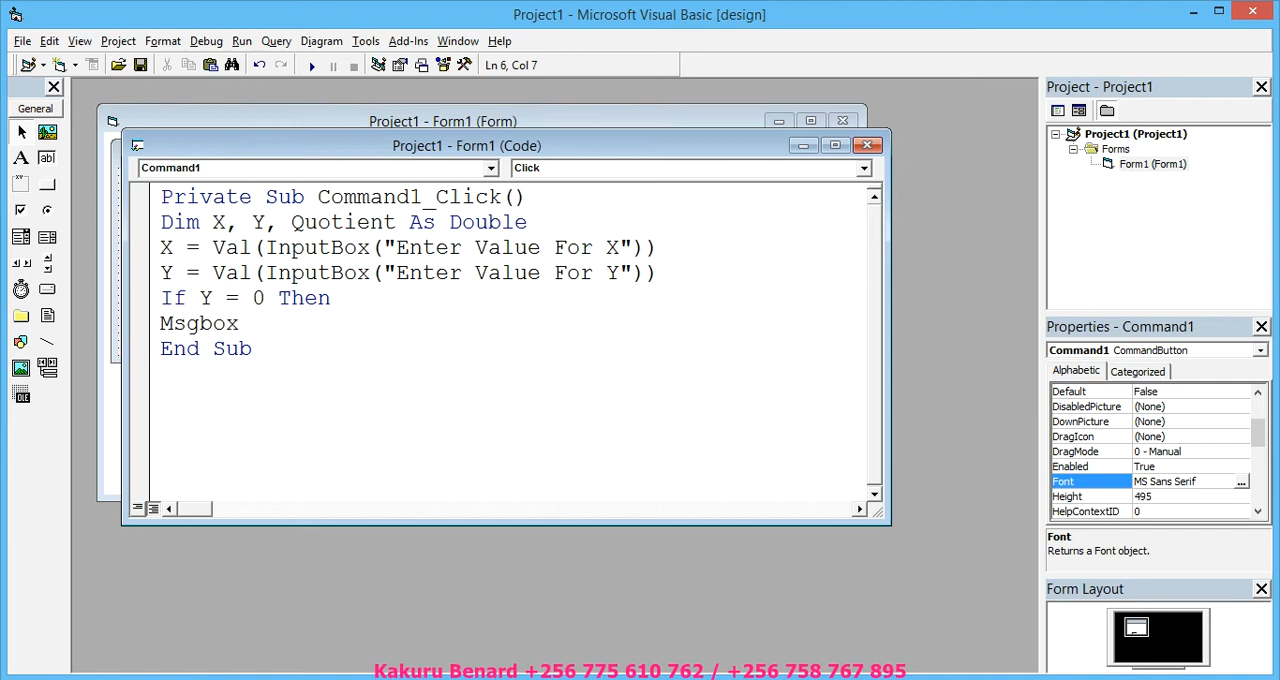 Project1 - Microsoft Visual Basic [design]
File Edit View Project Format Debug Run Query Diagram Tools Add-Ins Window Help
Ln 6, Col 7
General
A
ab|
xy
OLE
Project1 - Form1 (Form)
Project1 - Form1 (Code)
Command1 Click
Private Sub Command1_Click()
Dim X, Y, Quotient As Double
X = Val(InputBox("Enter Value For X"))
Y = Val(InputBox("Enter Value For Y"))
If Y = 0 Then
Msgbox
End Sub
Project - Project1
Project1 (Project1)
Forms
Form1 (Form1)
Properties - Command1
Command1 CommandButton
Alphabetic Categorized
Default False
DisabledPicture (None)
DownPicture (None)
DragIcon (None)
DragMode 0 - Manual
Enabled True
Font MS Sans Serif ...
Height 495
HelpContextID 0
Font
Returns a Font object.
Form Layout
Kakuru Benard +256 775 610 762 / +256 758 767 895